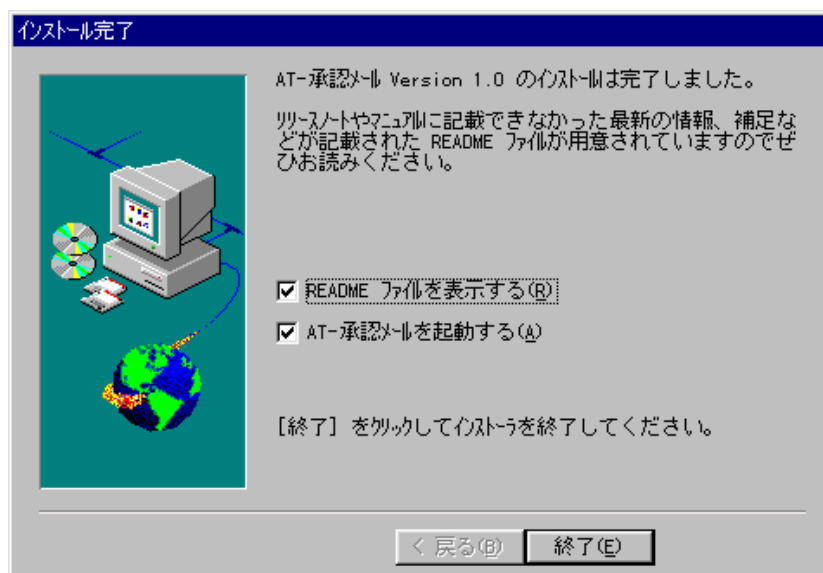 インストール完了
AT-承認メール Version 1.0 のインストールは完了しました。
リリースノートやマニュアルに記載できなかった最新の情報、補足な
どが記載された README ファイルが用意されていますのでぜ
ひお読みください。
README ファイルを表示する(R)
AT-承認メールを起動する(A)
[終了] をクリックしてインストーラを終了してください。
< 戻る(B)
終了(E)